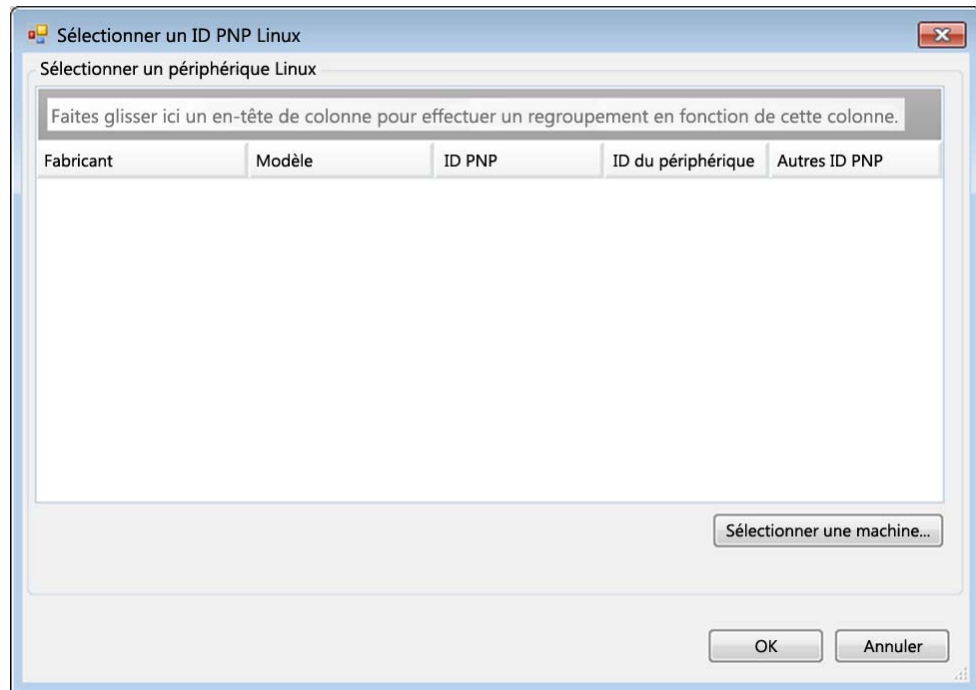 Sélectionner un ID PNP Linux
Sélectionner un périphérique Linux
Faites glisser ici un en-tête de colonne pour effectuer un regroupement en fonction de cette colonne.
Fabricant Modèle ID PNP ID du périphérique Autres ID PNP
Sélectionner une machine...
OK Annuler